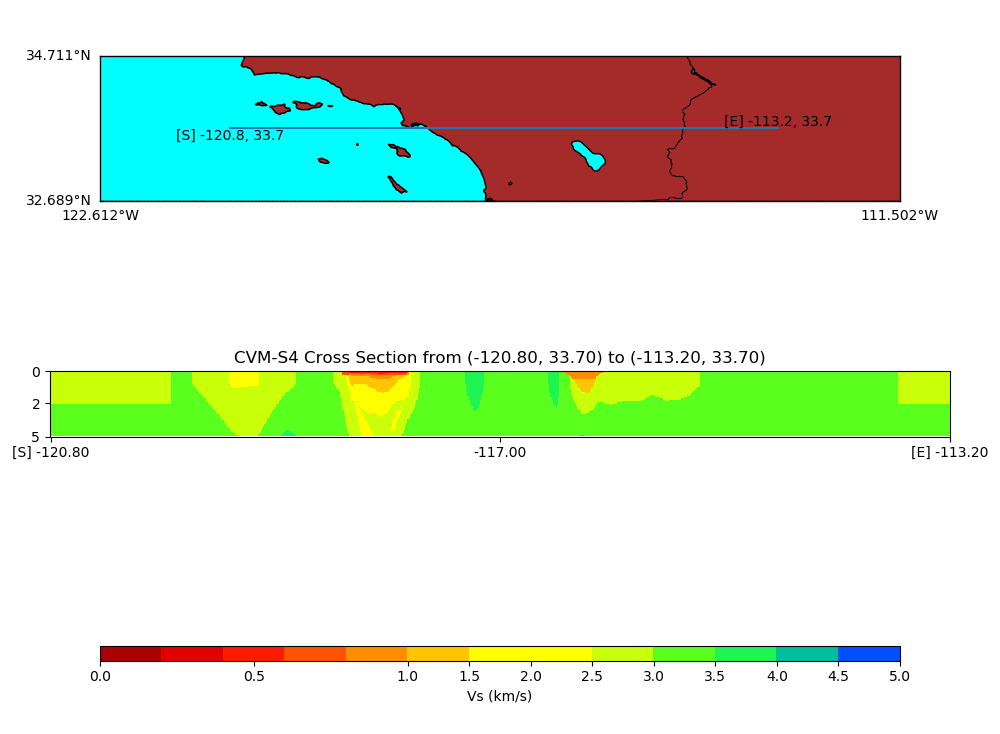 34.711°N
[E] -113.2, 33.7
[S] -120.8, 33.7
32.689°N
122.612°W 111.502°W
CVM-S4 Cross Section from (-120.80, 33.70) to (-113.20, 33.70)
0
2
5
[S] -120.80 -117.00 [E] -113.20
0.0 0.5 1.0 1.5 2.0 2.5 3.0 3.5 4.0 4.5 5.0
Vs (km/s)